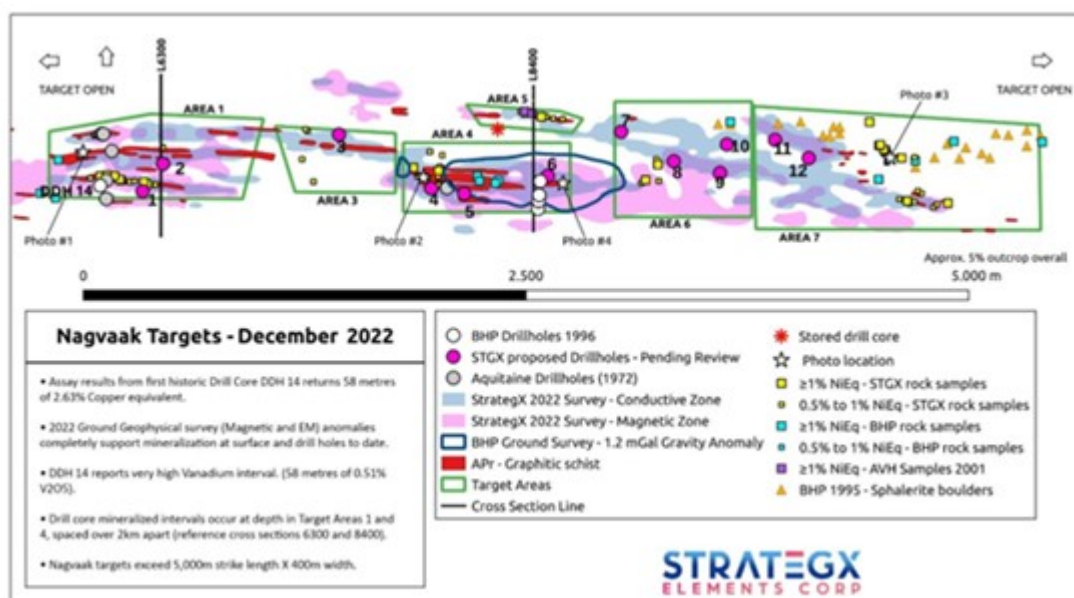 TARGET OPEN
L6300
AREA 1
L8400
AREA 5
AREA 4
TARGET OPEN
Photo #3
DDH 14
1
2
3
AREA 3
4
5
6
7
8
9
10
AREA 6
11
12
AREA 7
Photo #1
Photo #2
Photo #4
Approx. 5% outcrop overall
0
2.500
5.000 m
Nagvaak Targets - December 2022
• Assay results from first historic Drill Core DDH 14 returns 58 metres
of 2.63% Copper equivalent.
• 2022 Ground Geophysical survey (Magnetic and EM) anomalies
completely support mineralization at surface and drill holes to date.
• DDH 14 reports very high Vanadium interval. (58 metres of 0.51%
V2O5).
• Drill core mineralized intervals occur at depth in Target Areas 1 and
4, spaced over 2km apart (reference cross sections 6300 and 8400).
• Nagvaak targets exceed 5,000m strike length X 400m width.
BHP Drillholes 1996
STGX proposed Drillholes - Pending Review
Aquitaine Drillholes (1972)
StrategX 2022 Survey - Conductive Zone
StrategX 2022 Survey - Magnetic Zone
BHP Ground Survey - 1.2 mGal Gravity Anomaly
APr - Graphitic schist
Target Areas
Cross Section Line
Stored drill core
Photo location
≥1% NiEq - STGX rock samples
0.5% to 1% NiEq - STGX rock samples
≥1% NiEq - BHP rock samples
0.5% to 1% NiEq - BHP rock samples
≥1% NiEq - AVH Samples 2001
BHP 1995 - Sphalerite boulders
STRATEGX
ELEMENTS CORP